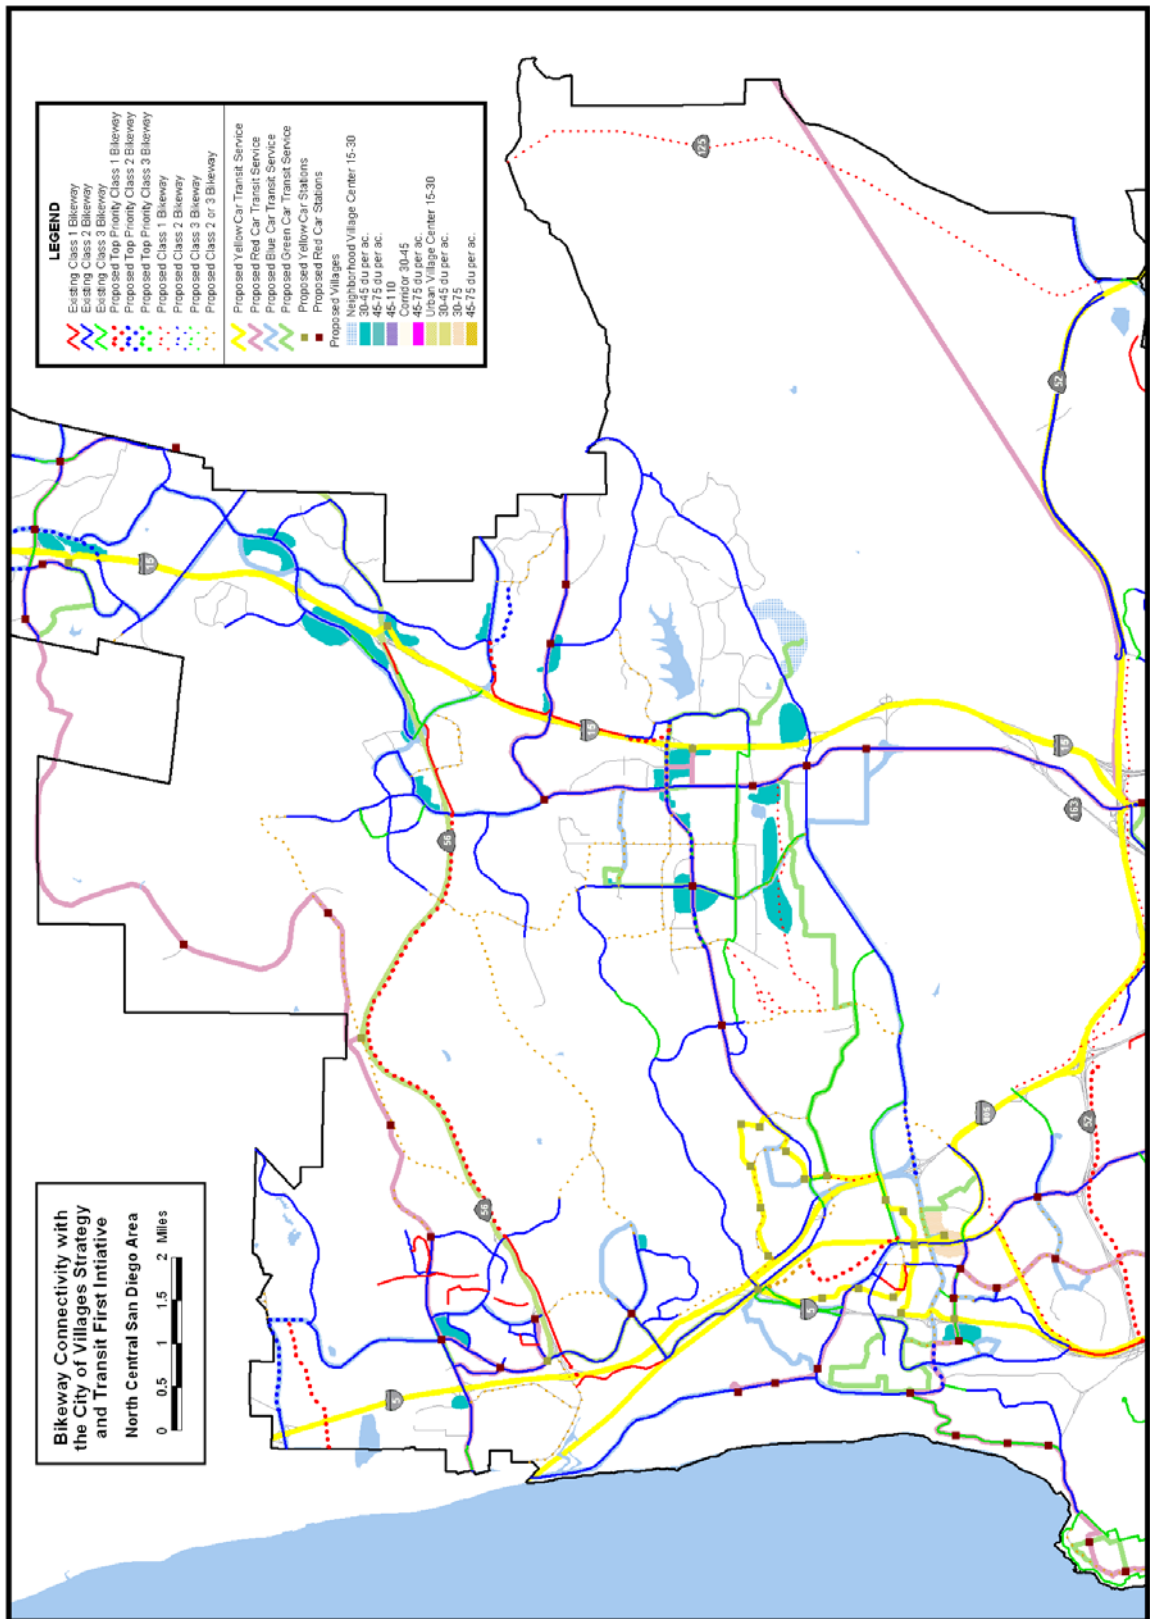 Bikeway Connectivity with
the City of Villages Strategy
and Transit First Intiative
North Central San Diego Area
0 0.5 1 1.5 2 Miles
LEGEND
Existing Class 1 Bikeway
Existing Class 2 Bikeway
Existing Class 3 Bikeway
Proposed Top Priority Class 1 Bikeway
Proposed Top Priority Class 2 Bikeway
Proposed Top Priority Class 3 Bikeway
Proposed Class 1 Bikeway
Proposed Class 2 Bikeway
Proposed Class 3 Bikeway
Proposed Class 2 or 3 Bikeway
Proposed Yellow Car Transit Service
Proposed Red Car Transit Service
Proposed Blue Car Transit Service
Proposed Green Car Transit Service
Proposed Yellow Car Stations
Proposed Red Car Stations
Proposed Villages
Neighborhood Village Center 15-30
30-45 du per ac.
45-75 du per ac.
45-110
Corridor 30-45
45-75 du per ac.
Urban Village Center 15-30
30-45 du per ac.
30-75
45-75 du per ac.
15
56
56
5
15
125
52
15
163
805
52
5